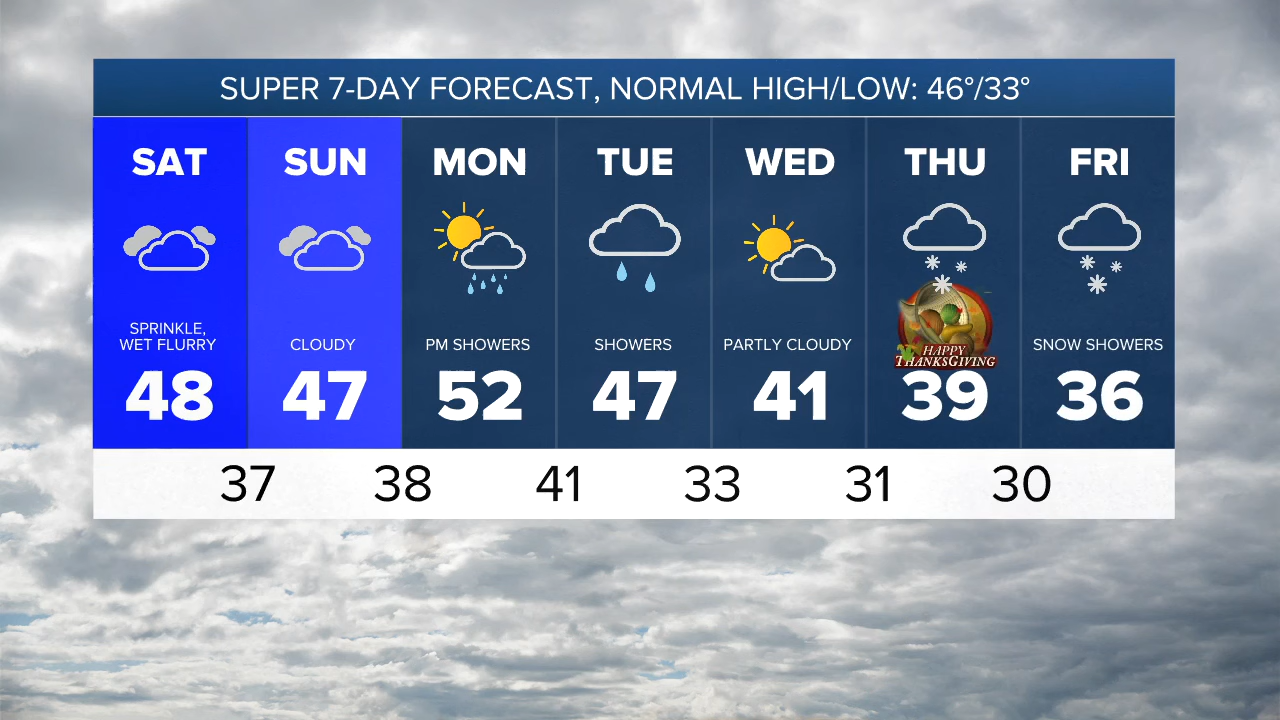 SUPER 7-DAY FORECAST, NORMAL HIGH/LOW: 46°/33°
SAT
SUN
MON
TUE
WED
THU
FRI
SPRINKLE,
WET FLURRY
CLOUDY
PM SHOWERS
SHOWERS
PARTLY CLOUDY
HAPPY
THANKSGIVING
SNOW SHOWERS
48
47
52
47
41
39
36
37
38
41
33
31
30